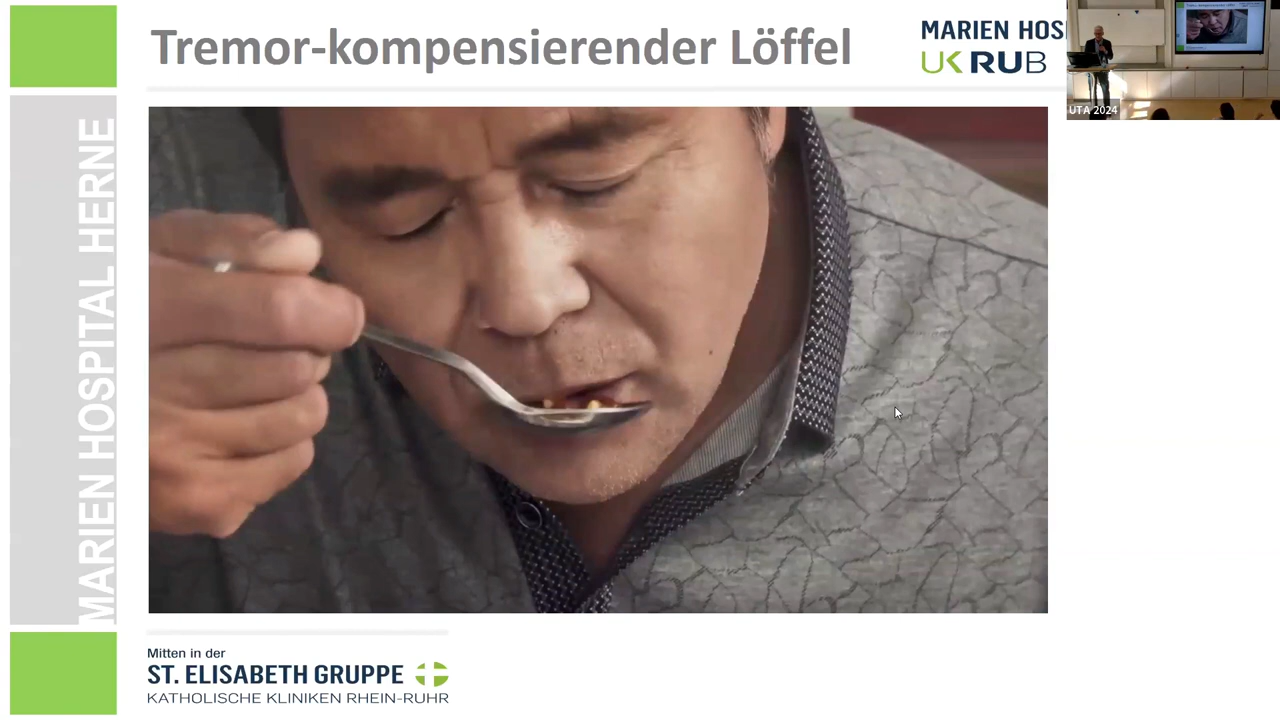 Tremor-kompensierender Löffel
MARIEN HOSPITAL HERNE
MARIEN HOSI
UK RUB
UTA 2024
Mitten in der
ST. ELISABETH GRUPPE
KATHOLISCHE KLINIKEN RHEIN-RUHR